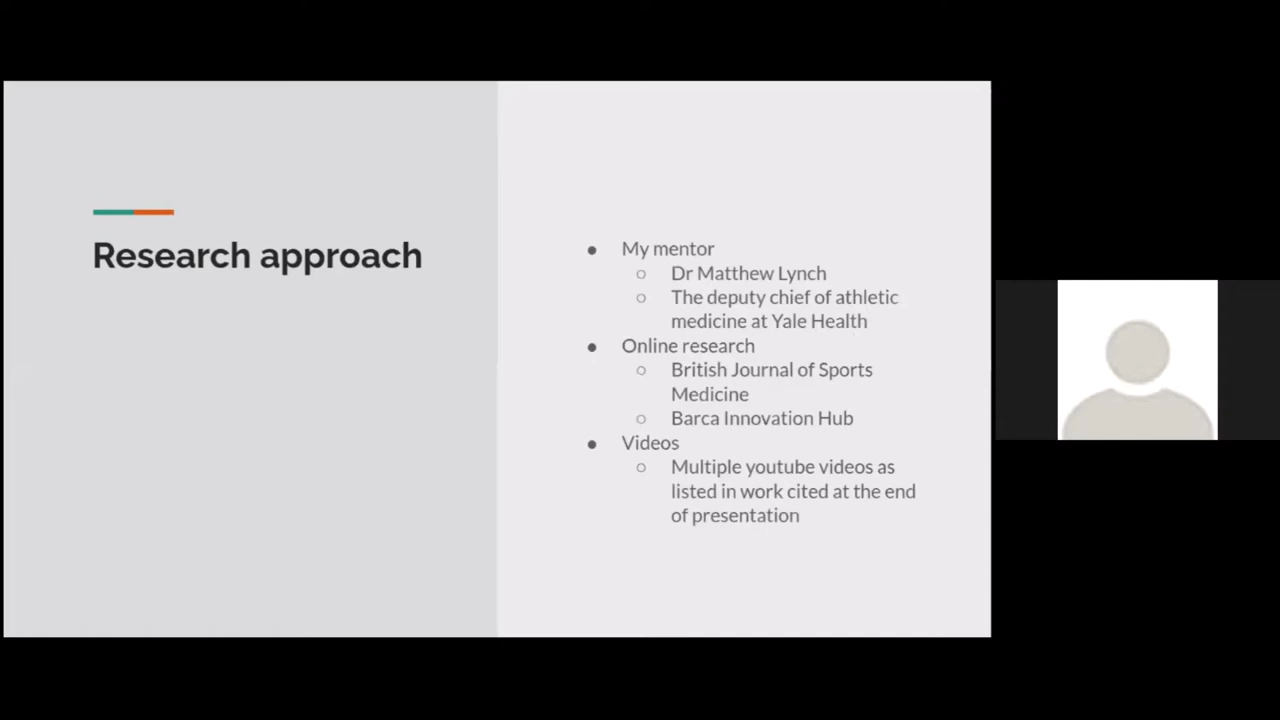 Research approach
● My mentor
○ Dr Matthew Lynch
○ The deputy chief of athletic
medicine at Yale Health
● Online research
○ British Journal of Sports
Medicine
○ Barca Innovation Hub
● Videos
○ Multiple youtube videos as
listed in work cited at the end
of presentation